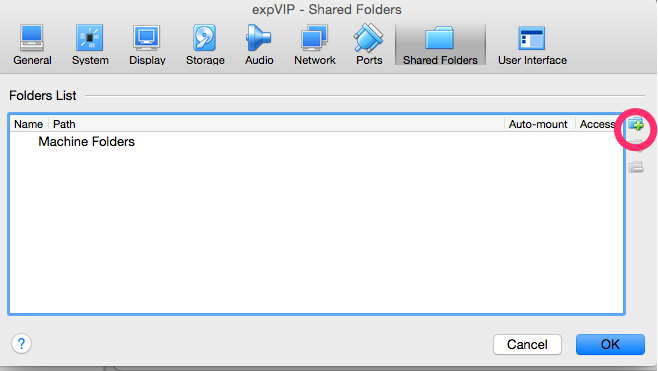 expVIP - Shared Folders
General System Display Storage Audio Network Ports Shared Folders User Interface
Folders List
Name Path Auto-mount Access
Machine Folders
? Cancel OK